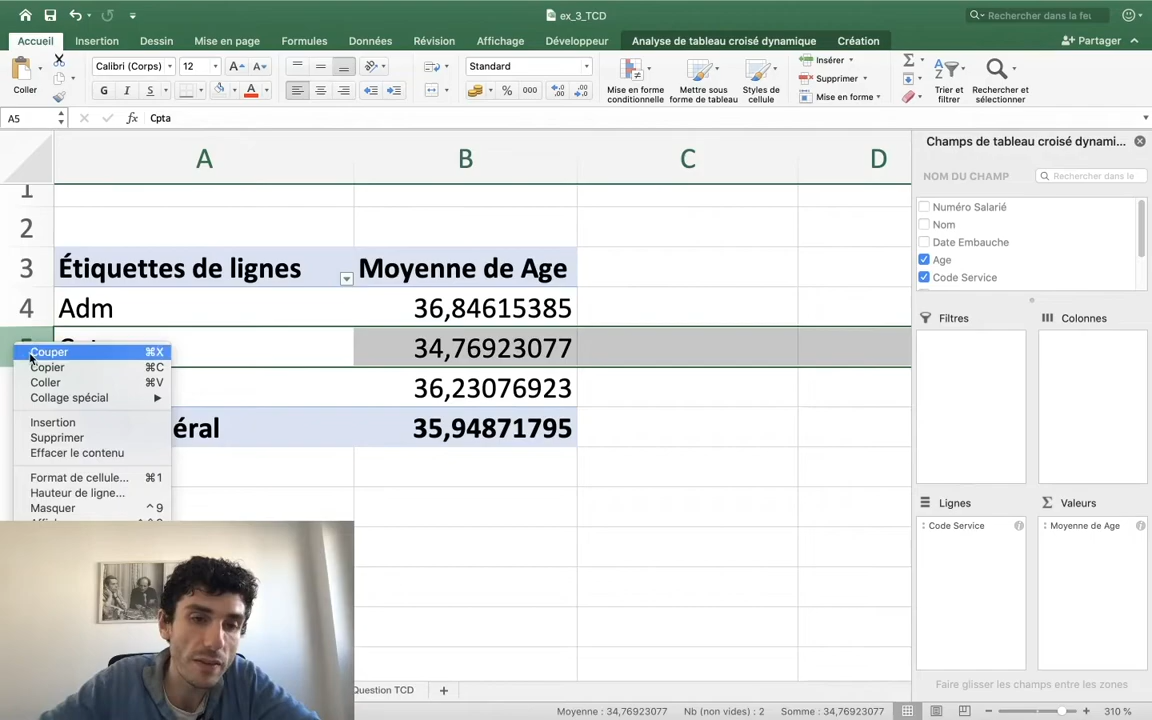 ex_3_TCD
Rechercher dans la feu
Accueil Insertion Dessin Mise en page Formules Données Révision Affichage Développeur Analyse de tableau croisé dynamique Création Partager
Coller
Calibri (Corps) 12
G I S A
Standard
% 000
Mise en forme conditionnelle
Mettre sous forme de tableau
Styles de cellule
Insérer
Supprimer
Mise en forme
Trier et filtrer
Rechercher et sélectionner
A5 fx Cpta
A B C D
1
2
3 Étiquettes de lignes Moyenne de Age
4 Adm 36,84615385
34,76923077
36,23076923
éral 35,94871795
Couper ⌘X
Copier ⌘C
Coller ⌘V
Collage spécial
Insertion
Supprimer
Effacer le contenu
Format de cellule... ⌘1
Hauteur de ligne...
Masquer ^9
Champs de tableau croisé dynami...
NOM DU CHAMP Rechercher dans le
Numéro Salarié
Nom
Date Embauche
Age
Code Service
Filtres Colonnes
Lignes Valeurs
Code Service Moyenne de Age
Faire glisser les champs entre les zones
Question TCD +
Moyenne : 34,76923077 Nb (non vides) : 2 Somme : 34,76923077 310 %